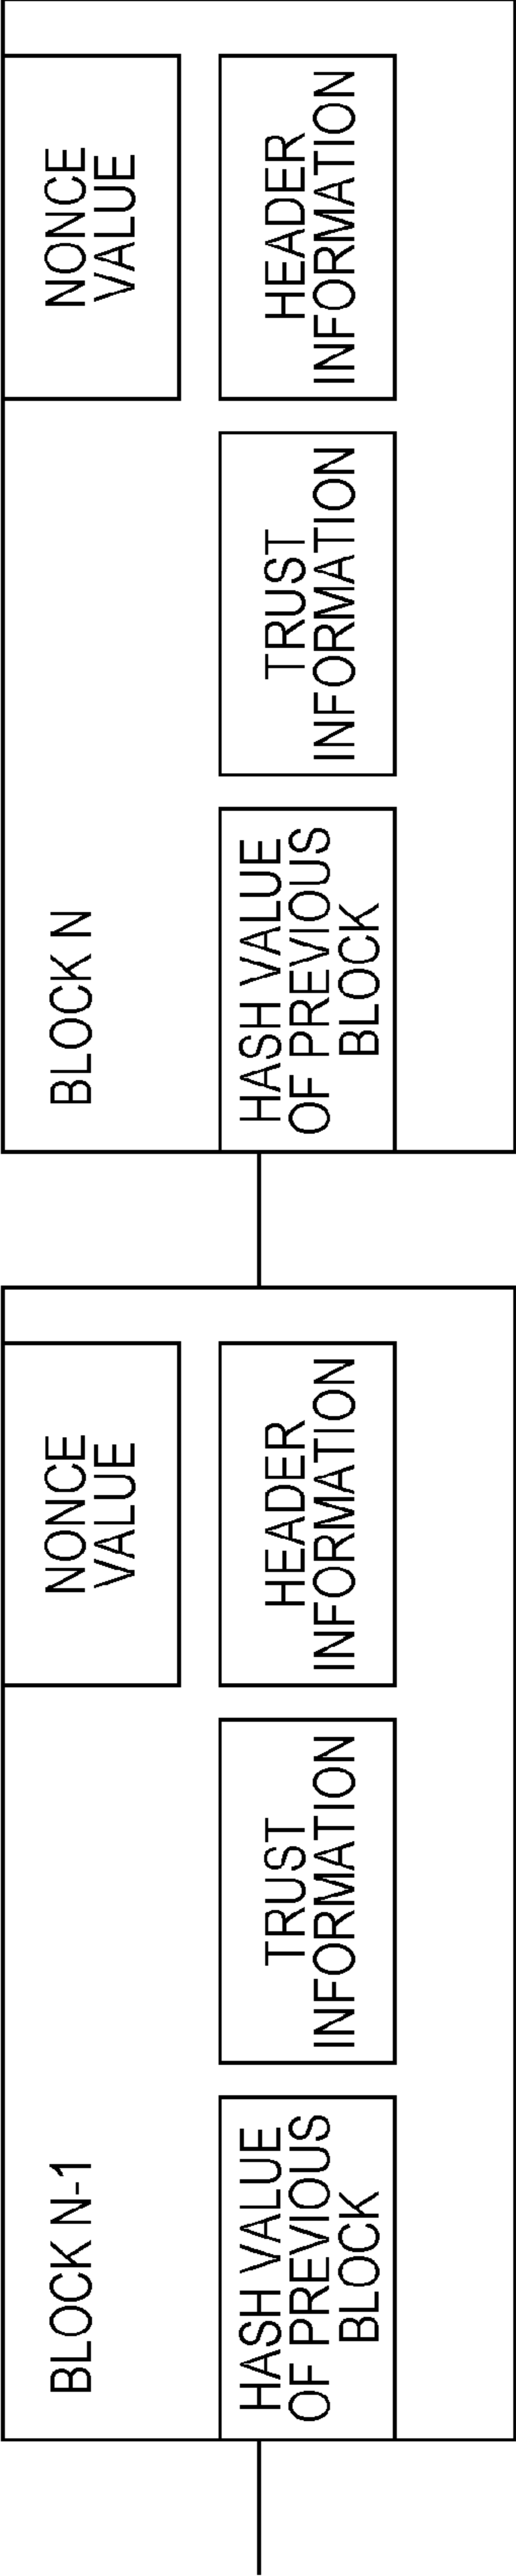 BLOCK N-1
NONCE
VALUE
HASH VALUE
OF PREVIOUS
BLOCK
TRUST
INFORMATION
HEADER
INFORMATION
BLOCK N
NONCE
VALUE
HASH VALUE
OF PREVIOUS
BLOCK
TRUST
INFORMATION
HEADER
INFORMATION